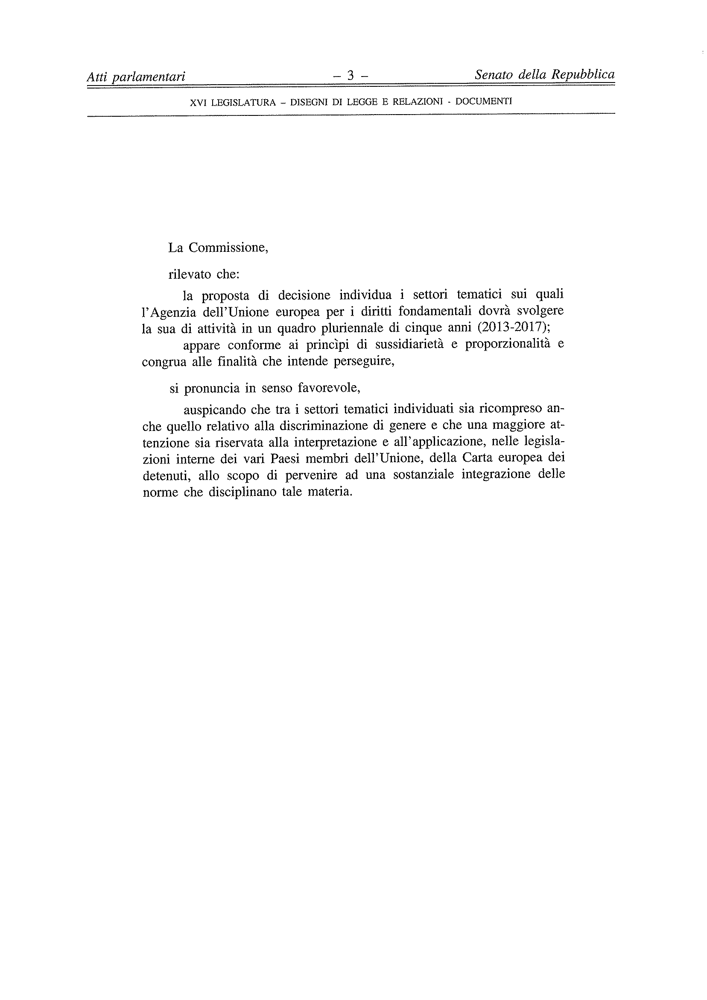 Atti parlamentari – 3 – Senato della Repubblica
XVI LEGISLATURA – DISEGNI DI LEGGE E RELAZIONI - DOCUMENTI
La Commissione,
rilevato che:
la proposta di decisione individua i settori tematici sui quali
l'Agenzia dell'Unione europea per i diritti fondamentali dovrà svolgere
la sua di attività in un quadro pluriennale di cinque anni (2013-2017);
appare conforme ai princìpi di sussidiarietà e proporzionalità e
congrua alle finalità che intende perseguire,
si pronuncia in senso favorevole,
auspicando che tra i settori tematici individuati sia ricompreso an-
che quello relativo alla discriminazione di genere e che una maggiore at-
tenzione sia riservata alla interpretazione e all'applicazione, nelle legisla-
zioni interne dei vari Paesi membri dell'Unione, della Carta europea dei
detenuti, allo scopo di pervenire ad una sostanziale integrazione delle
norme che disciplinano tale materia.